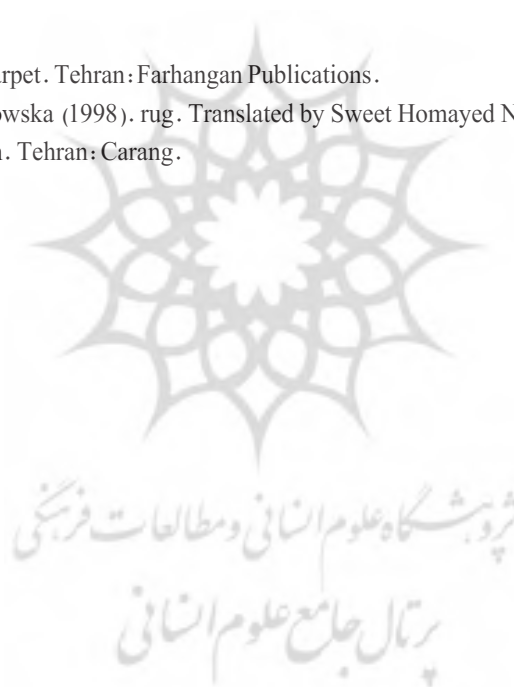 arpet. Tehran: Farhangan Publications.
owska (1998). rug. Translated by Sweet Homayed N
. Tehran: Carang.
پژوهشگاه علوم انسانی و مطالعات فرهنگی
پرتال جامع علوم انسانی